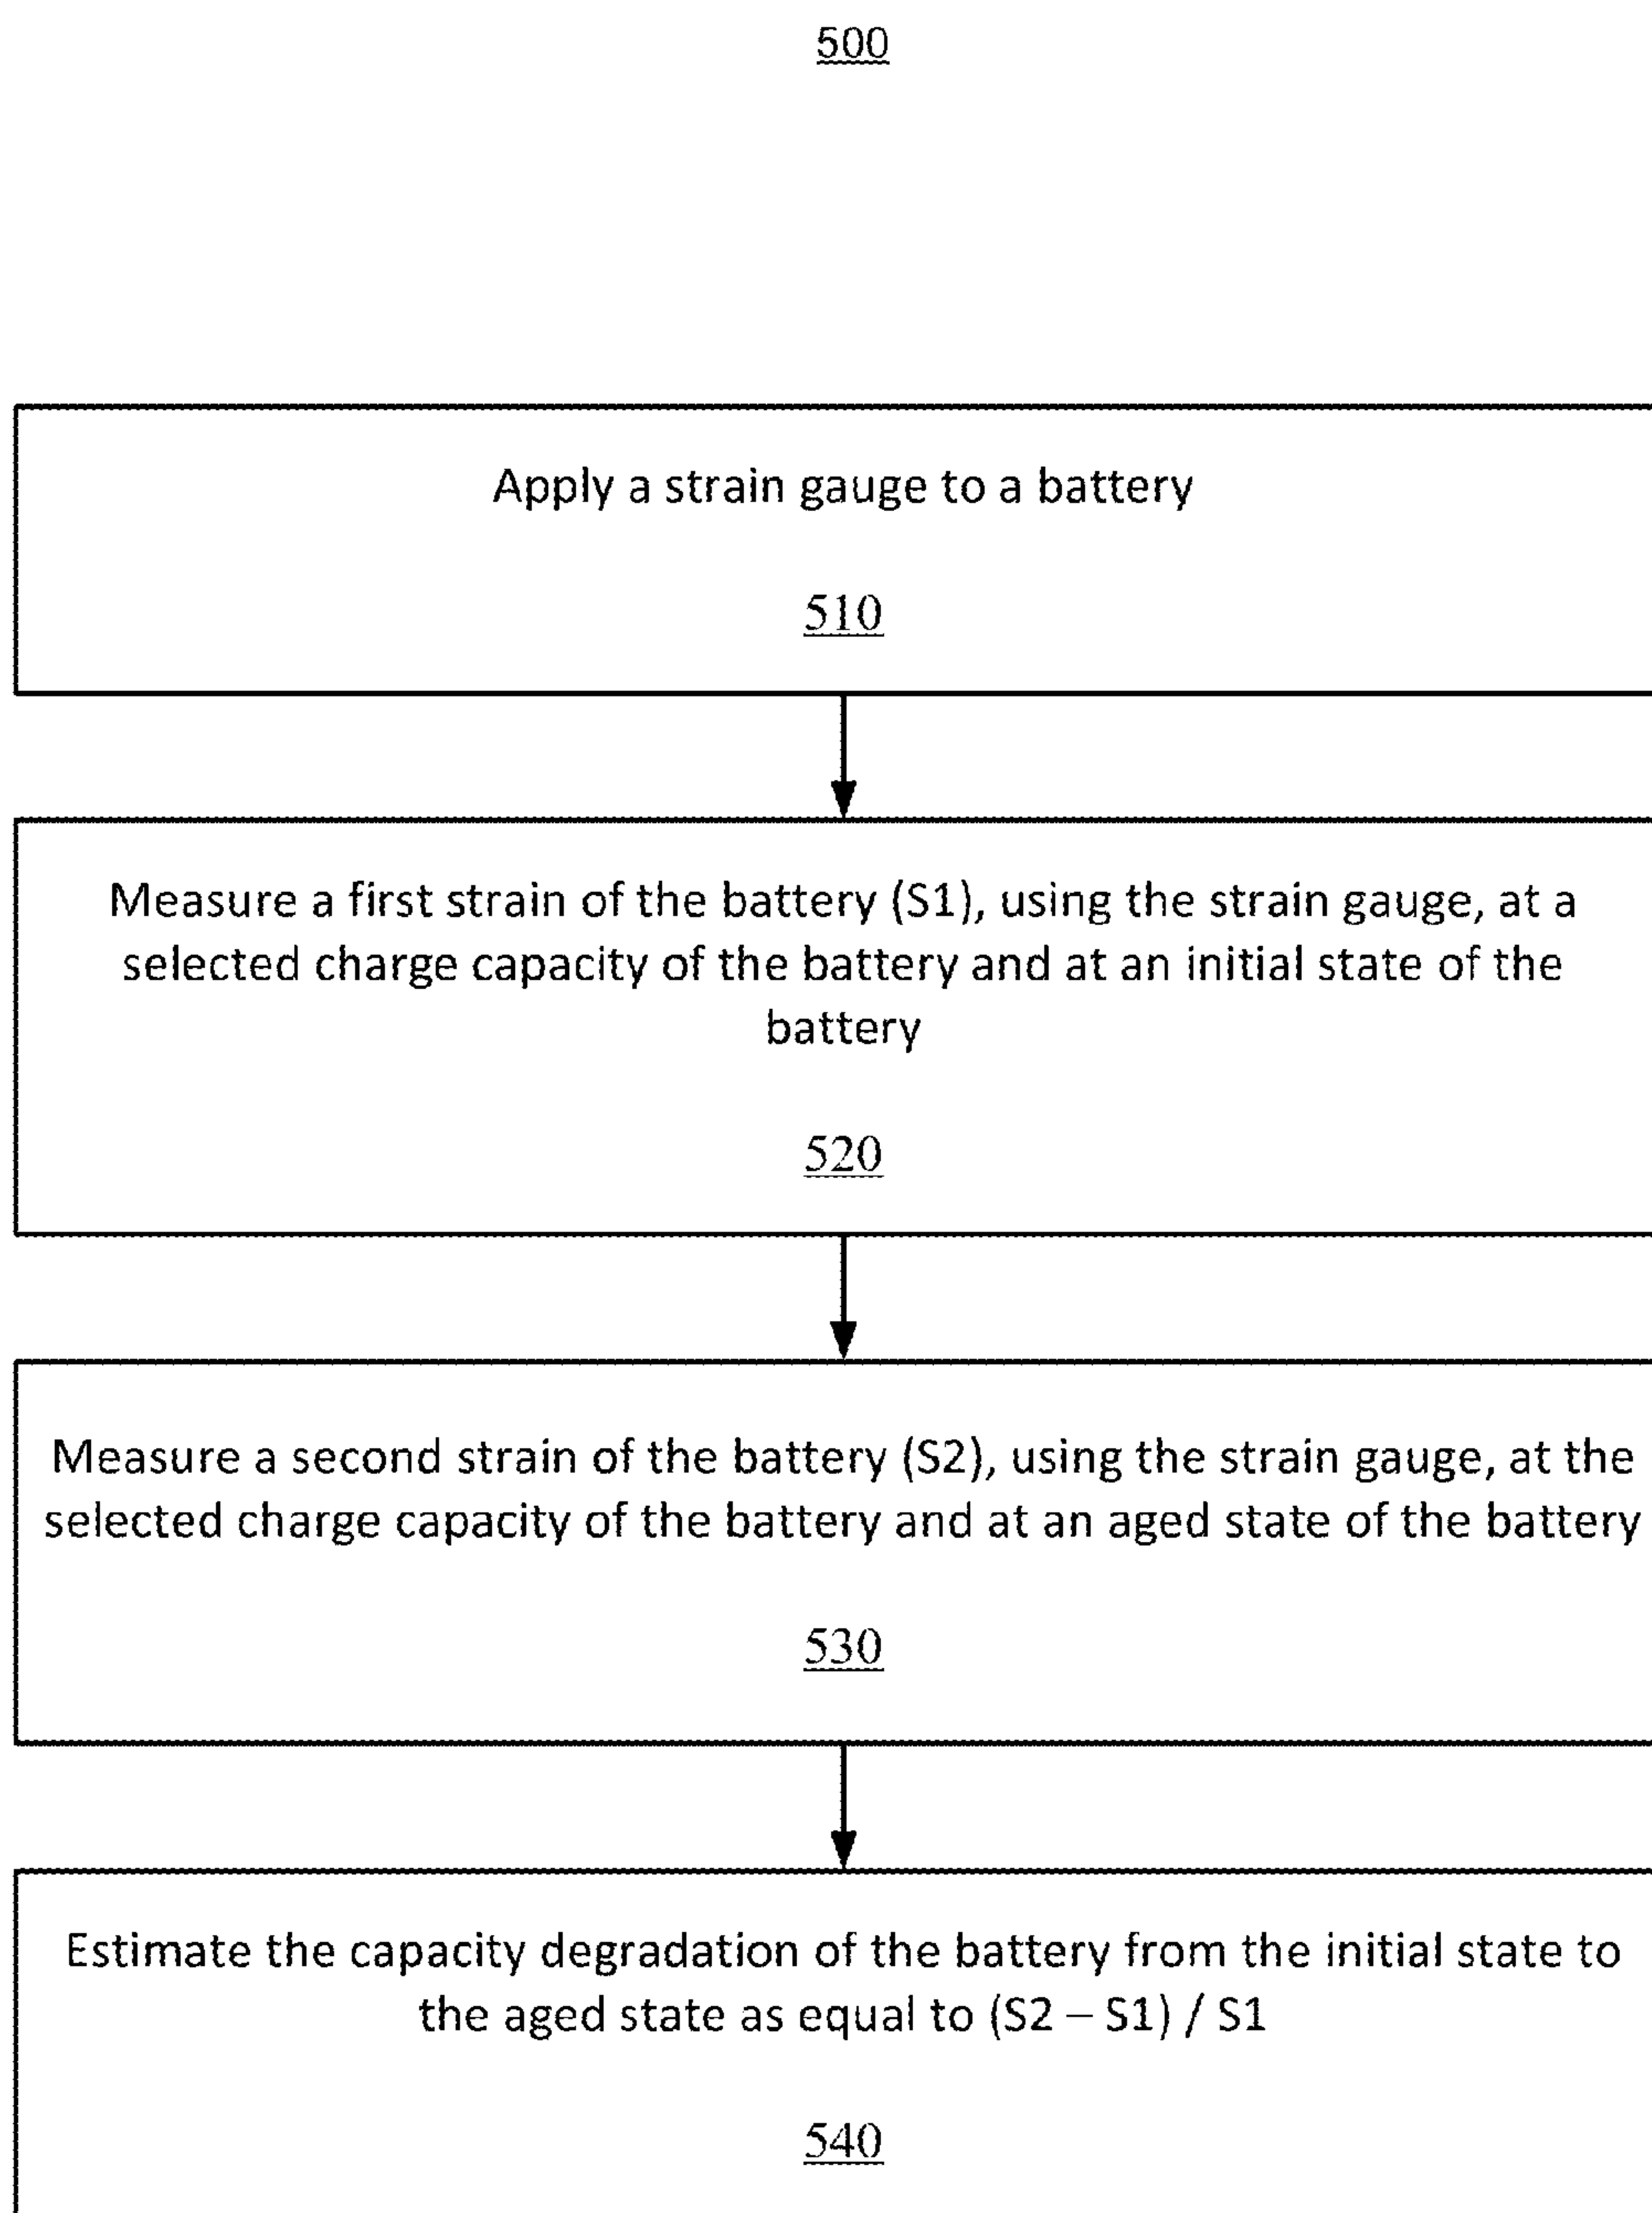 500
Apply a strain gauge to a battery
510
Measure a first strain of the battery (S1), using the strain gauge, at a
selected charge capacity of the battery and at an initial state of the
battery
520
Measure a second strain of the battery (S2), using the strain gauge, at the
selected charge capacity of the battery and at an aged state of the battery
530
Estimate the capacity degradation of the battery from the initial state to
the aged state as equal to (S2 – S1) / S1
540